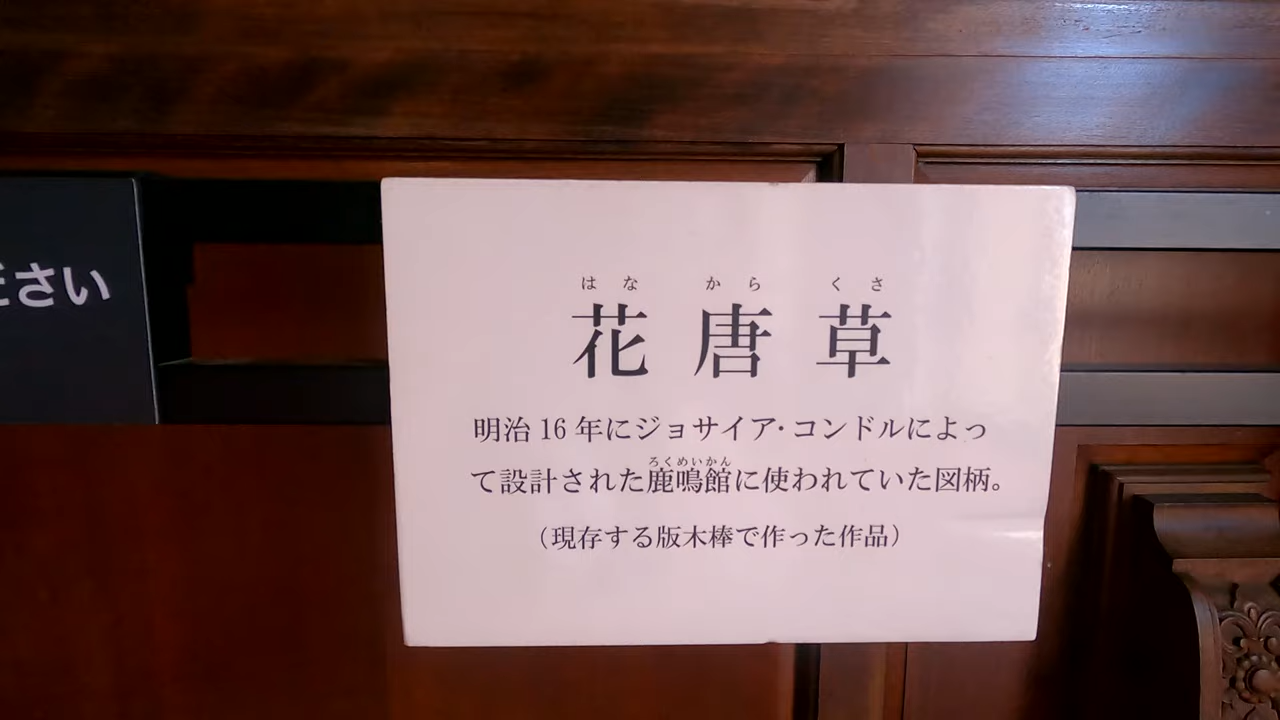 ださい
はな から くさ
花 唐 草
明治 16 年にジョサイア・コンドルによっ
ろくめいかん
て設計された鹿鳴館に使われていた図柄。
（現存する版木棒で作った作品）